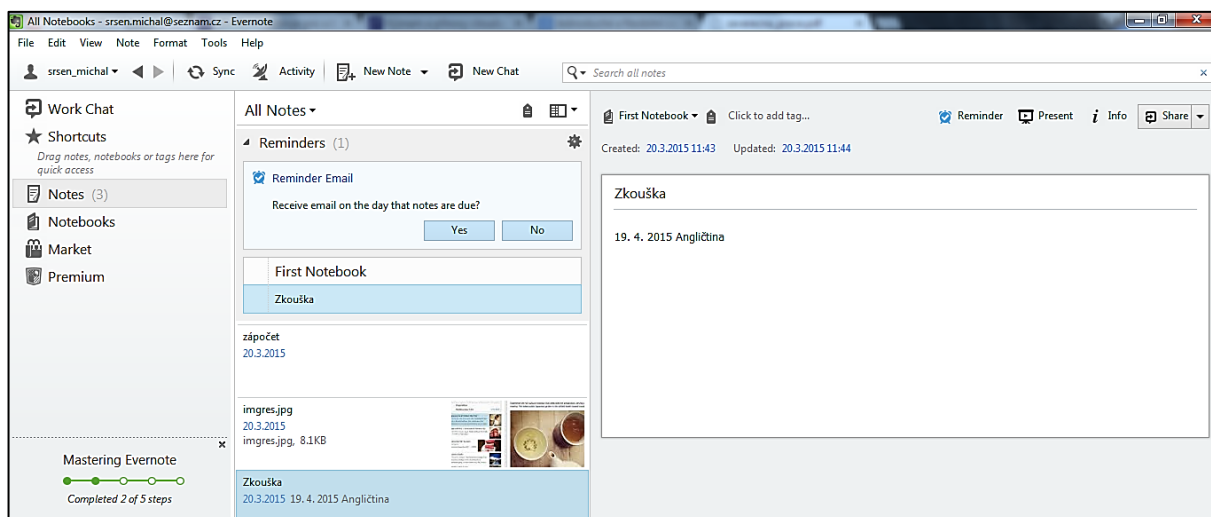 All Notebooks - srsen.michal@seznam.cz - Evernote
File Edit View Note Format Tools Help
srsen_michal Sync Activity New Note New Chat Search all notes
Work Chat
Shortcuts
Drag notes, notebooks or tags here for
quick access
Notes (3)
Notebooks
Market
Premium
Mastering Evernote
Completed 2 of 5 steps
All Notes
Reminders (1)
Reminder Email
Receive email on the day that notes are due?
Yes No
First Notebook
Zkouška
zápočet
20.3.2015
imgres.jpg
20.3.2015
imgres.jpg, 8.1KB
Zkouška
20.3.2015 19. 4. 2015 Angličtina
First Notebook Click to add tag... Reminder Present Info Share
Created: 20.3.2015 11:43 Updated: 20.3.2015 11:44
Zkouška
19. 4. 2015 Angličtina